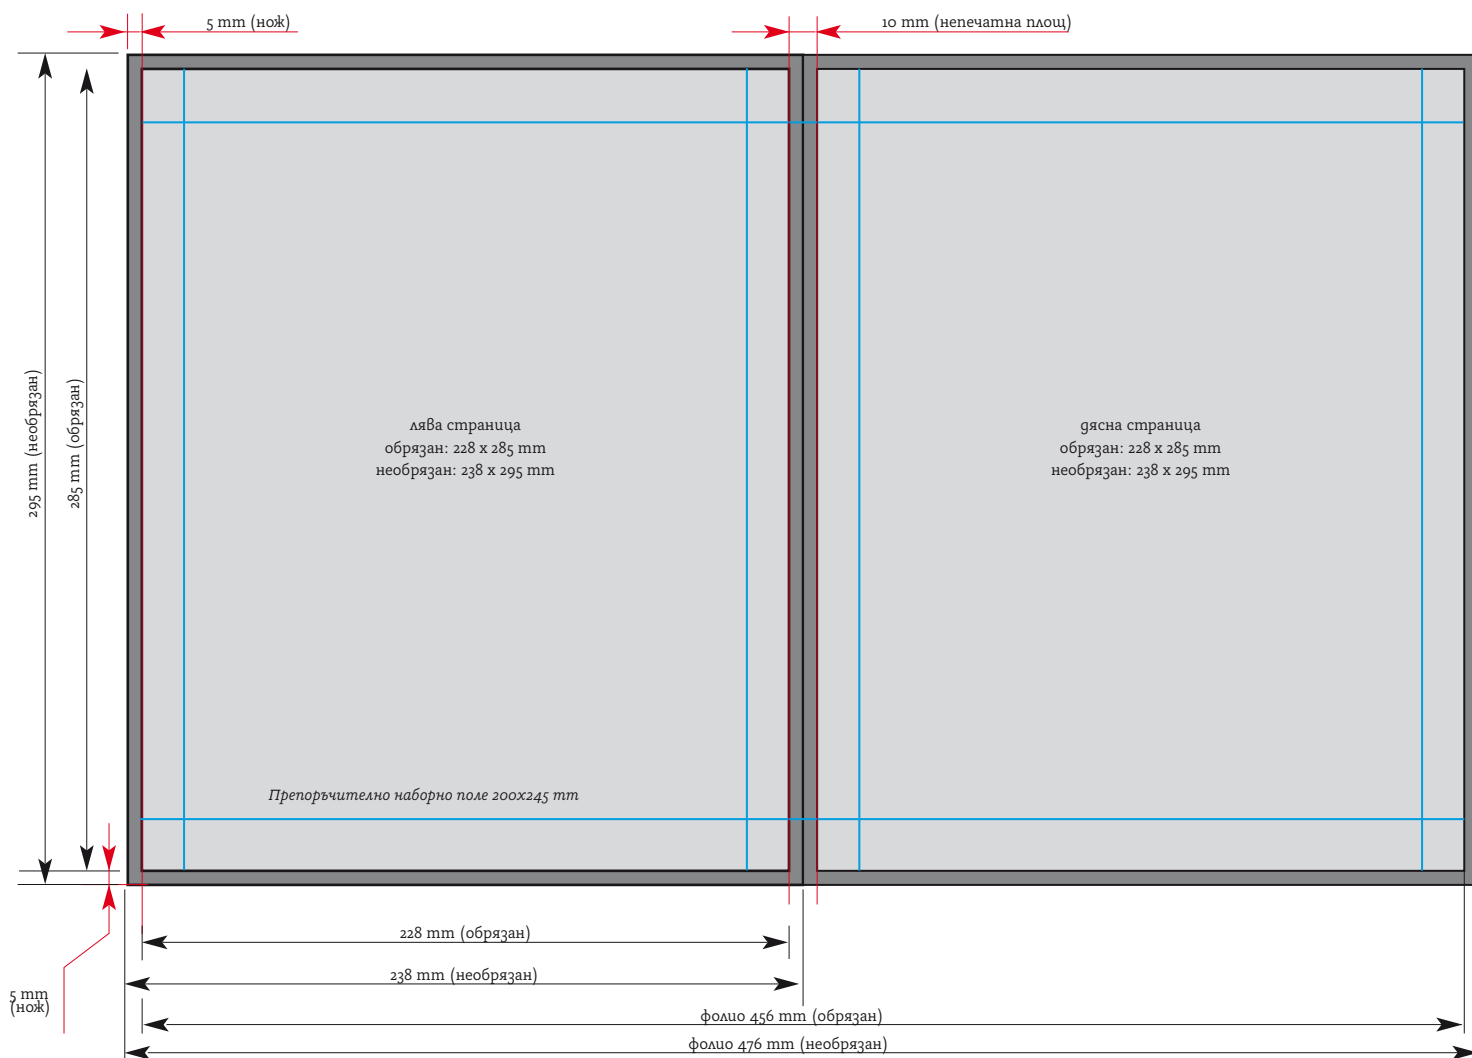 5 mm (нож)
10 mm (непечатна площ)
295 mm (необрязан)
285 mm (обрязан)
лява страница
обрязан: 228 x 285 mm
необрязан: 238 x 295 mm
дясна страница
обрязан: 228 x 285 mm
необрязан: 238 x 295 mm
Препоръчително наборно поле 200x245 mm
228 mm (обрязан)
238 mm (необрязан)
5 mm
(нож)
фолио 456 mm (обрязан)
фолио 476 mm (необрязан)